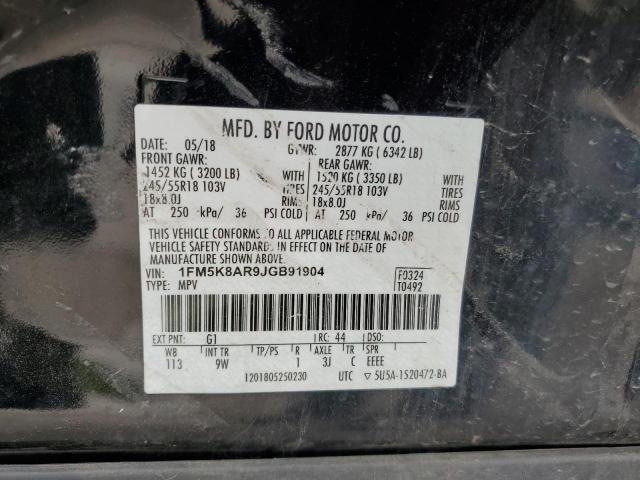 MFD. BY FORD MOTOR CO.
DATE: 05/18 GVWR: 2877 KG ( 6342 LB)
FRONT GAWR: REAR GAWR:
1452 KG ( 3200 LB) 1520 KG ( 3350 LB)
245/55R18 103V TIRES 245/55R18 103V TIRES
18x8.0J RIMS 18x8.0J RIMS
AT 250 kPa/ 36 PSI COLD AT 250 kPa/ 36 PSI COLD
THIS VEHICLE CONFORMS TO ALL APPLICABLE FEDERAL MOTOR
VEHICLE SAFETY STANDARDS IN EFFECT ON THE DATE OF
MANUFACTURE SHOWN ABOVE.
VIN: 1FM5K8AR9JGB91904 F0324
TYPE: MPV T0492
EXT PNT: G1 RC: 44 DSO:
WB INT TR TP/PS R AXLE TR SPR
113 9W 1 3J C EEEE
1201805250230 UTC 5U5A-1520472-BA